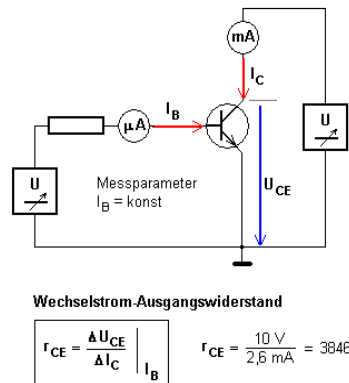 mA
I_C
I_B
µA
U
U
Messparameter
I_B = konst
U_CE
Wechselstrom-Ausgangswiderstand
r_CE = ΔU_CE / ΔI_C | I_B
r_CE = 10 V / 2,6 mA = 3846